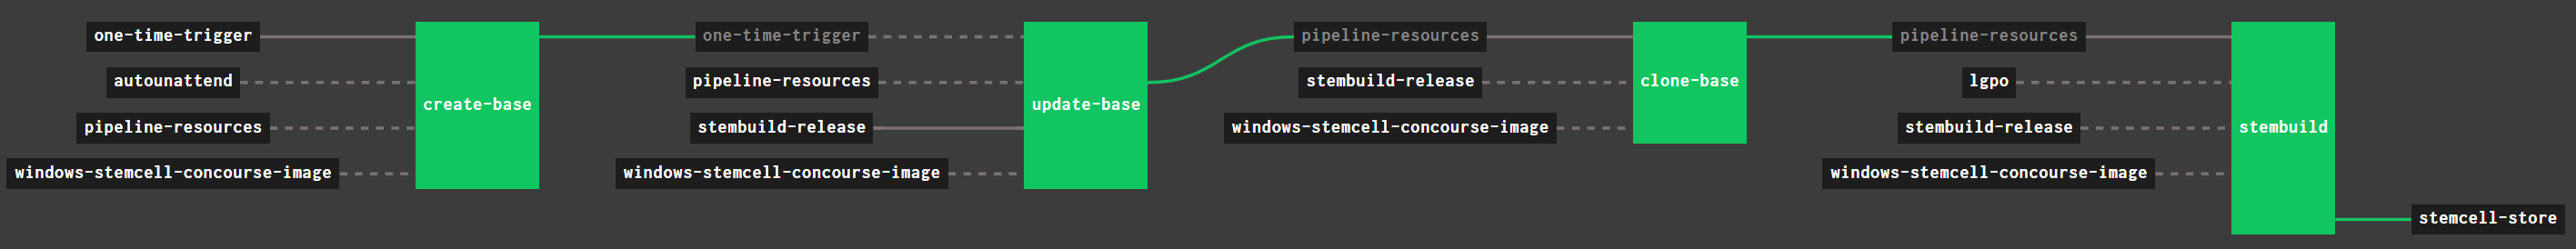 one-time-trigger
autounattend
pipeline-resources
windows-stemcell-concourse-image
create-base
one-time-trigger
pipeline-resources
stembuild-release
windows-stemcell-concourse-image
update-base
pipeline-resources
stembuild-release
windows-stemcell-concourse-image
clone-base
pipeline-resources
lgpo
stembuild-release
windows-stemcell-concourse-image
stembuild
stemcell-store